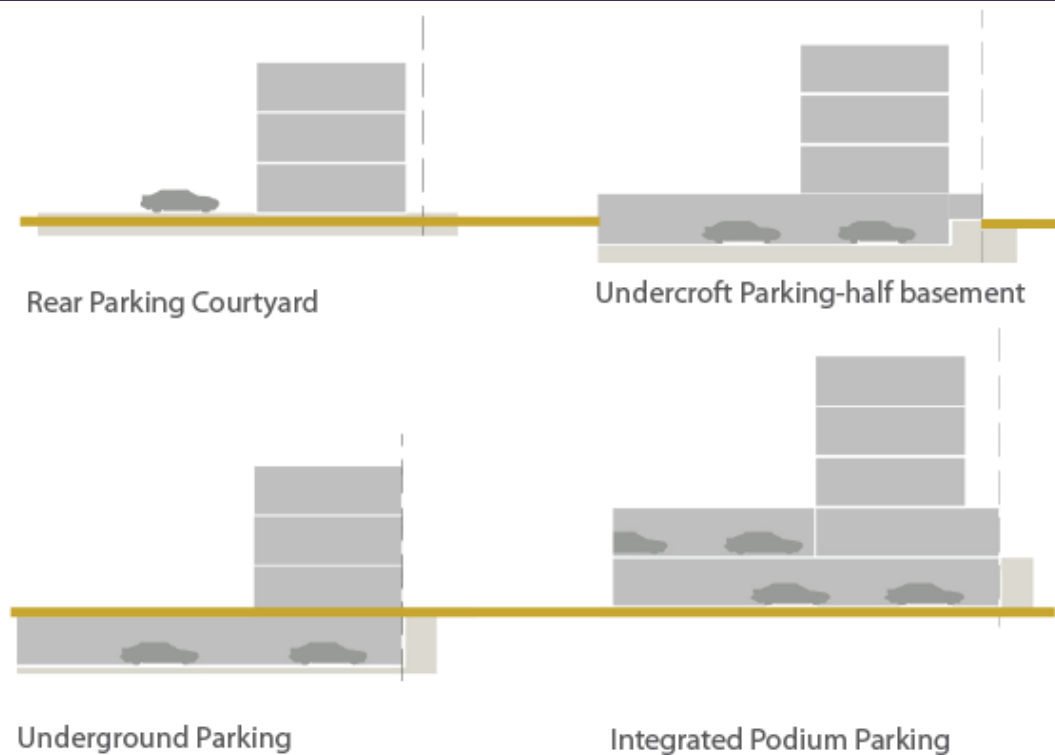 Rear Parking Courtyard
Undercroft Parking-half basement
Underground Parking
Integrated Podium Parking